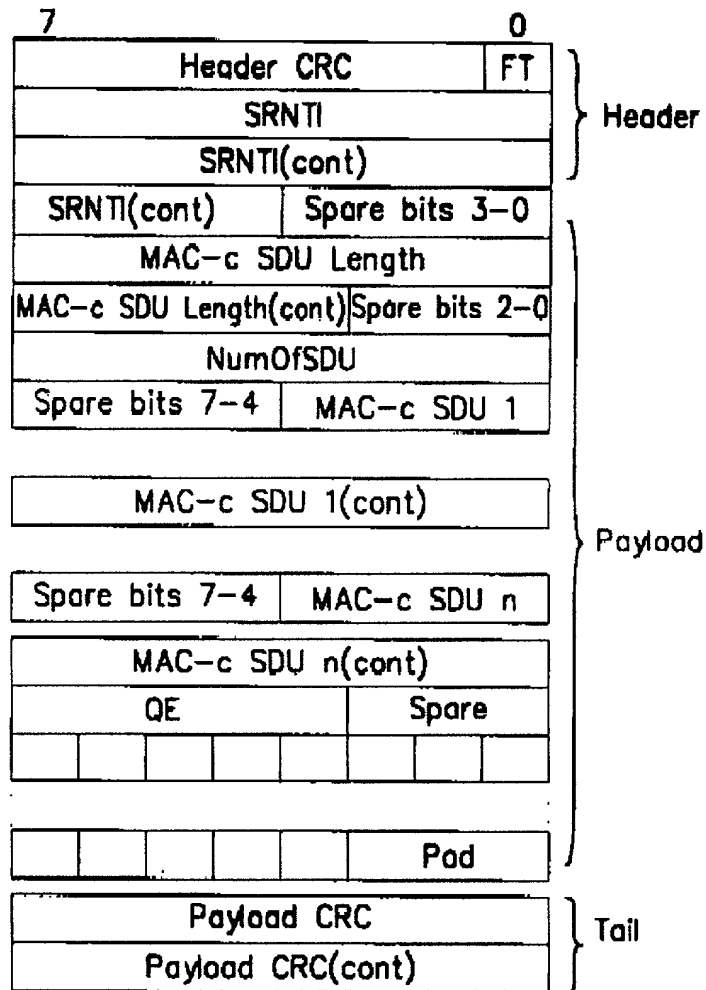 7 0
Header CRC FT
SRNTI
Header
SRNTI(cont)
SRNTI(cont) Spare bits 3-0
MAC-c SDU Length
MAC-c SDU Length(cont) Spare bits 2-0
NumOfSDU
Spare bits 7-4 MAC-c SDU 1
MAC-c SDU 1(cont)
Payload
Spare bits 7-4 MAC-c SDU n
MAC-c SDU n(cont)
QE Spare
Pad
Payload CRC
Tail
Payload CRC(cont)